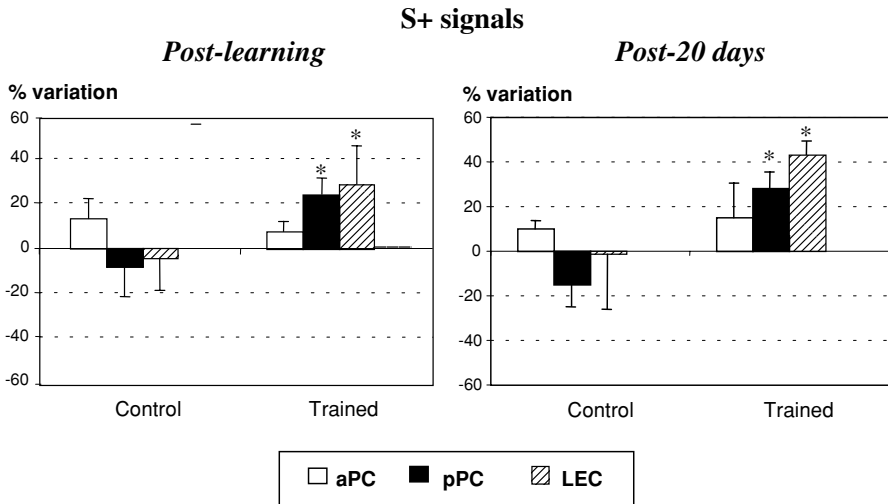 S+ signals
Post-learning
Post-20 days
% variation
60
40
20
0
-20
-40
-60
* *
Control Trained
% variation
60
40
20
0
-20
-40
-60
* *
Control Trained
aPC pPC LEC